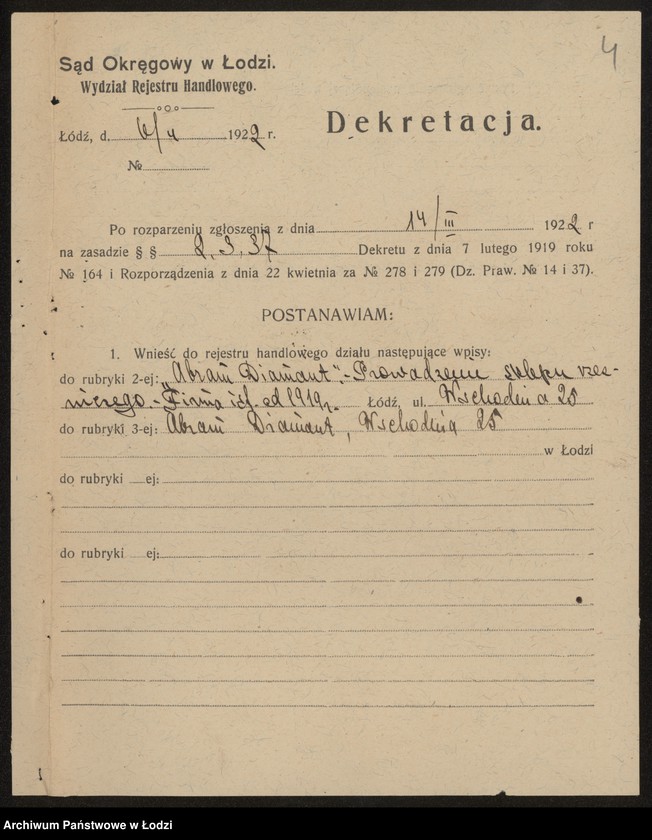 4
Sąd Okręgowy w Łodzi.
Wydział Rejestru Handlowego.
Dekretacja.
Łódź, d. 6/4 1922 r.
№
Po rozparzeniu zgłoszenia z dnia 14/III 1922 r
na zasadzie § § 2, 3, 37 Dekretu z dnia 7 lutego 1919 roku
№ 164 i Rozporządzenia z dnia 22 kwietnia za № 278 i 279 (Dz. Praw. № 14 i 37).
POSTANAWIAM:
1. Wnieść do rejestru handlowego działu następujące wpisy:
do rubryki 2-ej: „Abram Diamant". - Prowadzenie sklepu rze-
źniczego. - Firma istn. od 1919 r. Łódź, ul. Wschodnia 25
do rubryki 3-ej: Abram Diamant, Wschodnia 25
w Łodzi
do rubryki ej:
do rubryki ej:
Archiwum Państwowe w Łodzi